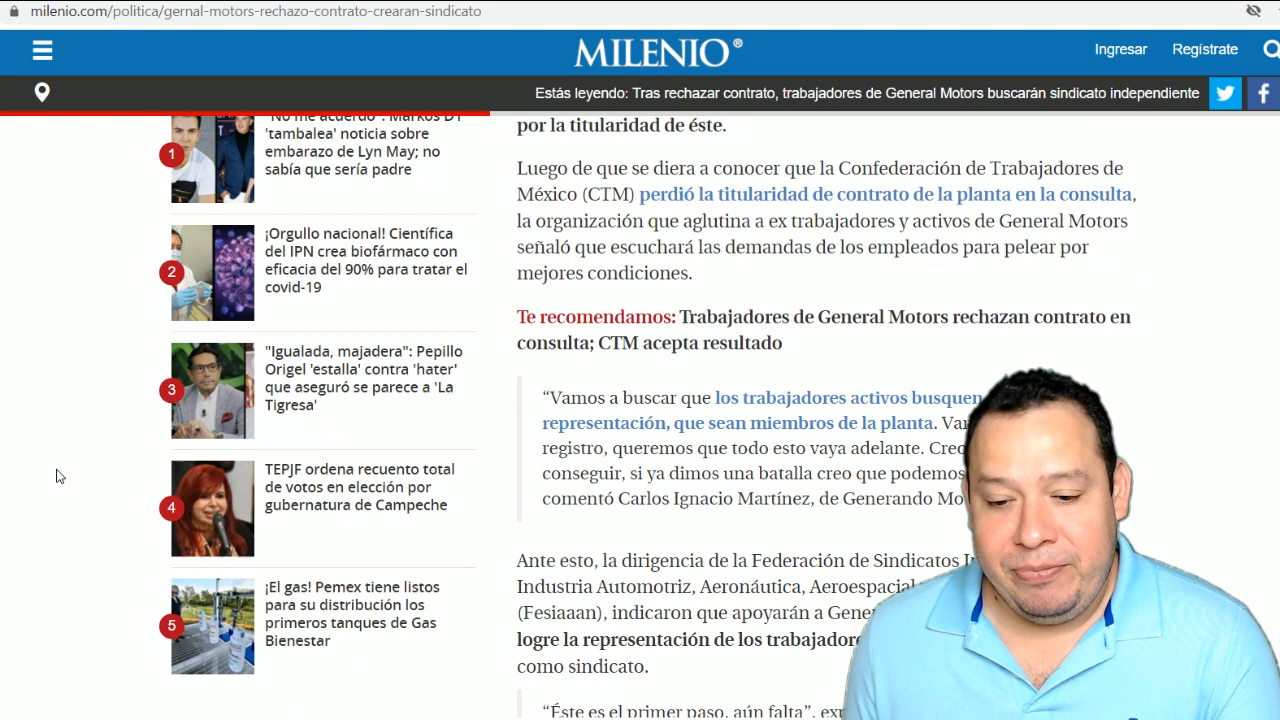 milenio.com/politica/gernal-motors-rechazo-contrato-crearan-sindicato
MILENIO®
Ingresar
Regístrate
Estás leyendo: Tras rechazar contrato, trabajadores de General Motors buscarán sindicato independiente
"No me acuerdo": Markos D1
'tambalea' noticia sobre
embarazo de Lyn May; no
sabía que sería padre
1
¡Orgullo nacional! Científica
del IPN crea biofármaco con
eficacia del 90% para tratar el
covid-19
2
"Igualada, majadera": Pepillo
Origel 'estalla' contra 'hater'
que aseguró se parece a 'La
Tigresa'
3
TEPJF ordena recuento total
de votos en elección por
gubernatura de Campeche
4
¡El gas! Pemex tiene listos
para su distribución los
primeros tanques de Gas
Bienestar
5
por la titularidad de éste.
Luego de que se diera a conocer que la Confederación de Trabajadores de
México (CTM) perdió la titularidad de contrato de la planta en la consulta,
la organización que aglutina a ex trabajadores y activos de General Motors
señaló que escuchará las demandas de los empleados para pelear por
mejores condiciones.
Te recomendamos: Trabajadores de General Motors rechazan contrato en
consulta; CTM acepta resultado
“Vamos a buscar que los trabajadores activos busquen
representación, que sean miembros de la planta.
registro, queremos que todo esto vaya adelante.
conseguir, si ya dimos una batalla creo que podemos
comentó Carlos Ignacio Martínez, de Generando
Ante esto, la dirigencia de la Federación de Sindicatos
Industria Automotriz, Aeronáutica, Aeroespacial
(Fesiaaan), indicaron que apoyarán a
logre la representación de los
como sindicato.
“Éste es el primer paso, aún falta”,